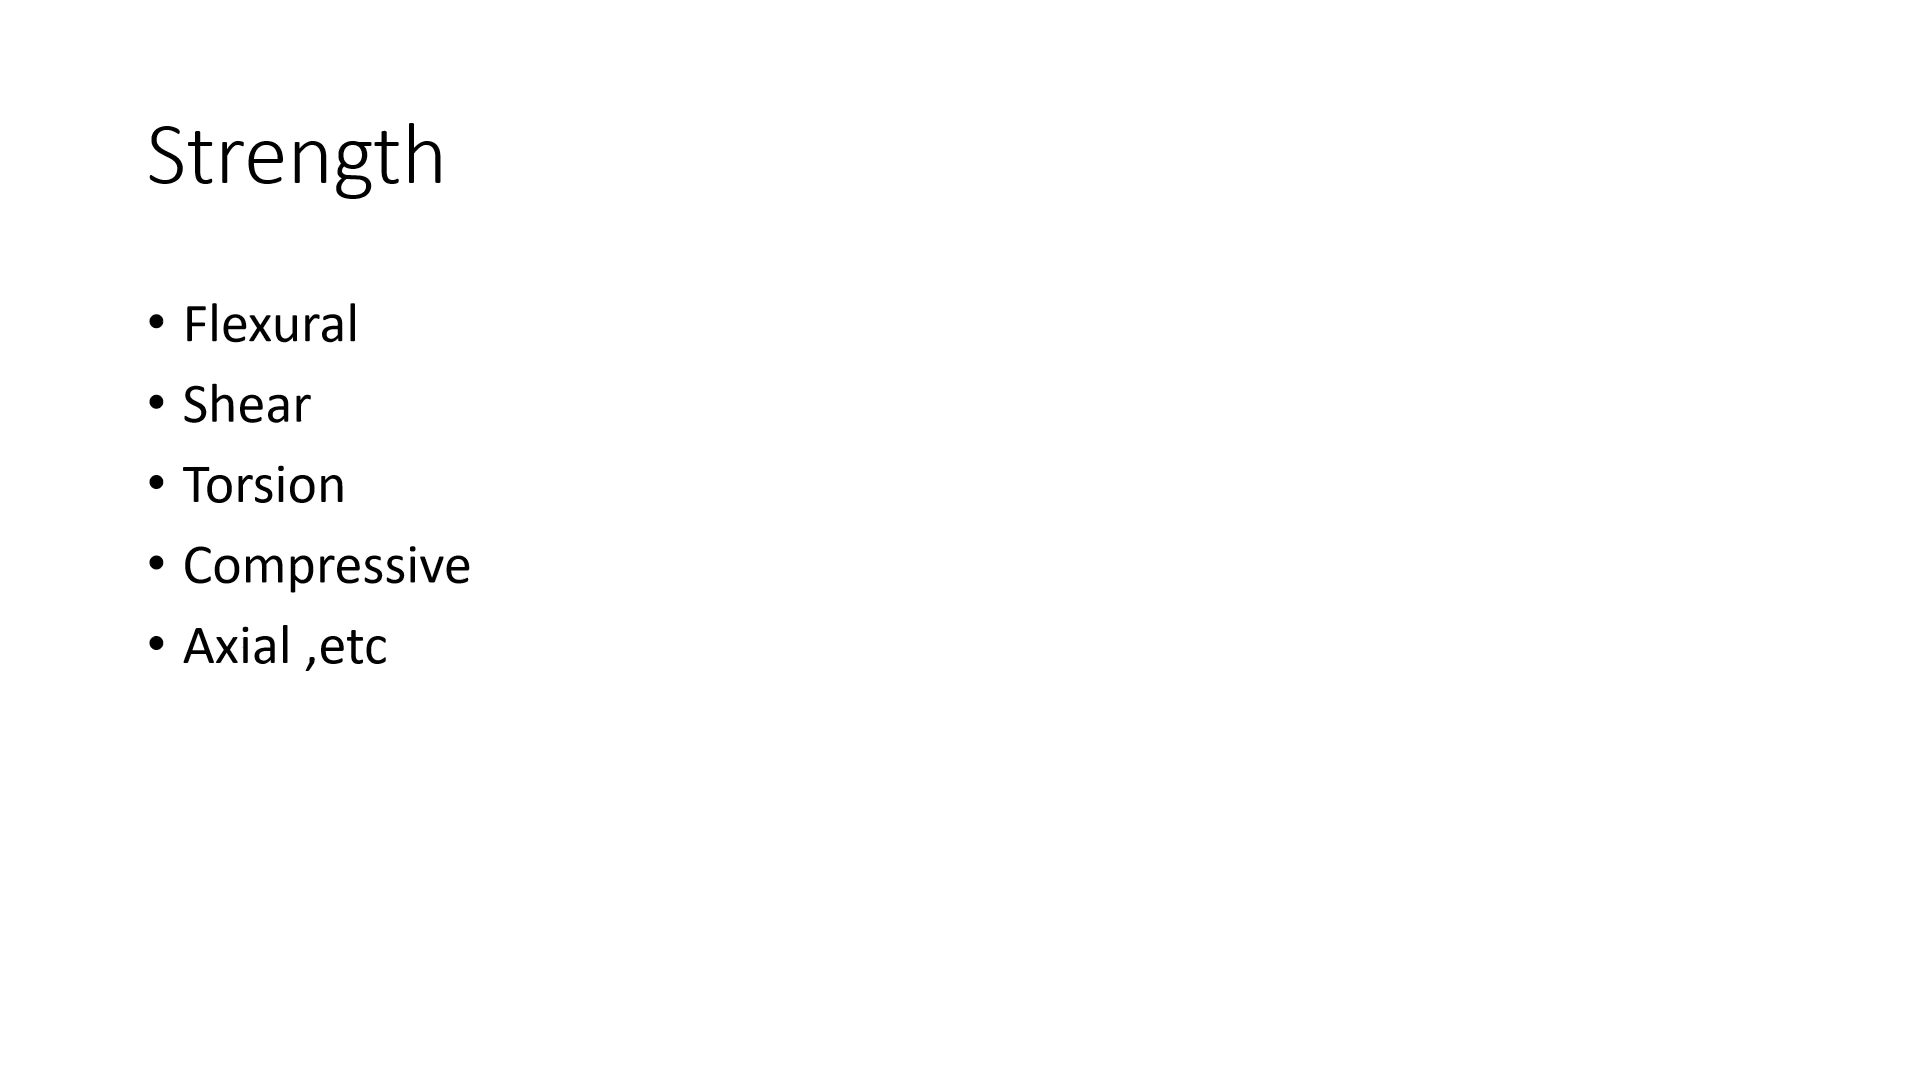 Strength
• Flexural
• Shear
• Torsion
• Compressive
• Axial ,etc